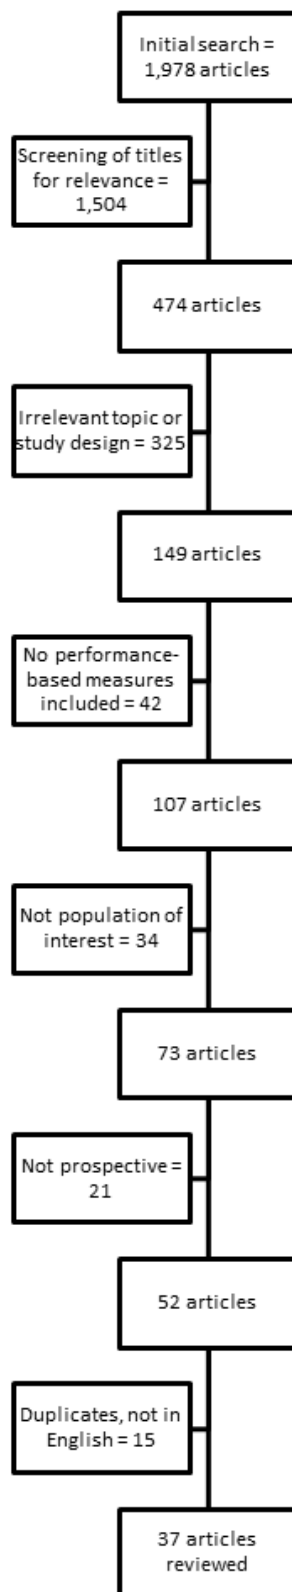 Initial search =
1,978 articles
Screening of titles
for relevance =
1,504
474 articles
Irrelevant topic or
study design = 325
149 articles
No performance-
based measures
included = 42
107 articles
Not population of
interest = 34
73 articles
Not prospective =
21
52 articles
Duplicates, not in
English = 15
37 articles
reviewed